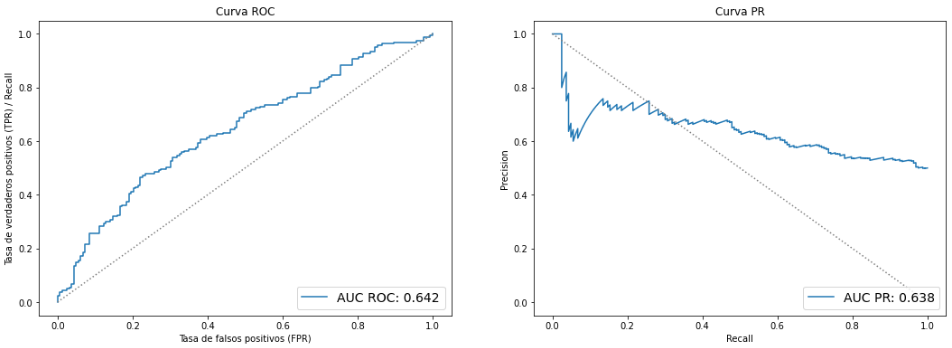 Curva ROC
Tasa de verdaderos positivos (TPR) / Recall
1.0
0.8
0.6
0.4
0.2
0.0
AUC ROC: 0.642
0.0 0.2 0.4 0.6 0.8 1.0
Tasa de falsos positivos (FPR)
Curva PR
Precision
1.0
0.8
0.6
0.4
0.2
0.0
AUC PR: 0.638
0.0 0.2 0.4 0.6 0.8 1.0
Recall